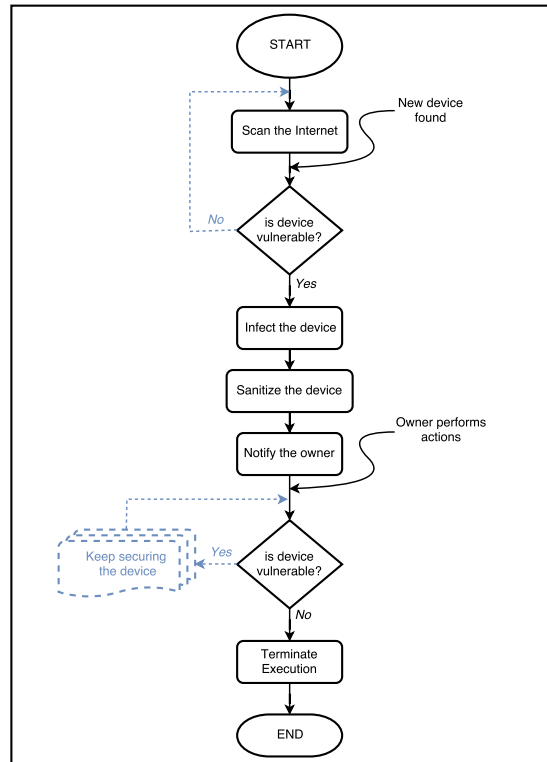 START
New device
found
Scan the Internet
No
is device
vulnerable?
Yes
Infect the device
Sanitize the device
Owner performs
actions
Notify the owner
Keep securing
the device
Yes
is device
vulnerable?
No
Terminate
Execution
END